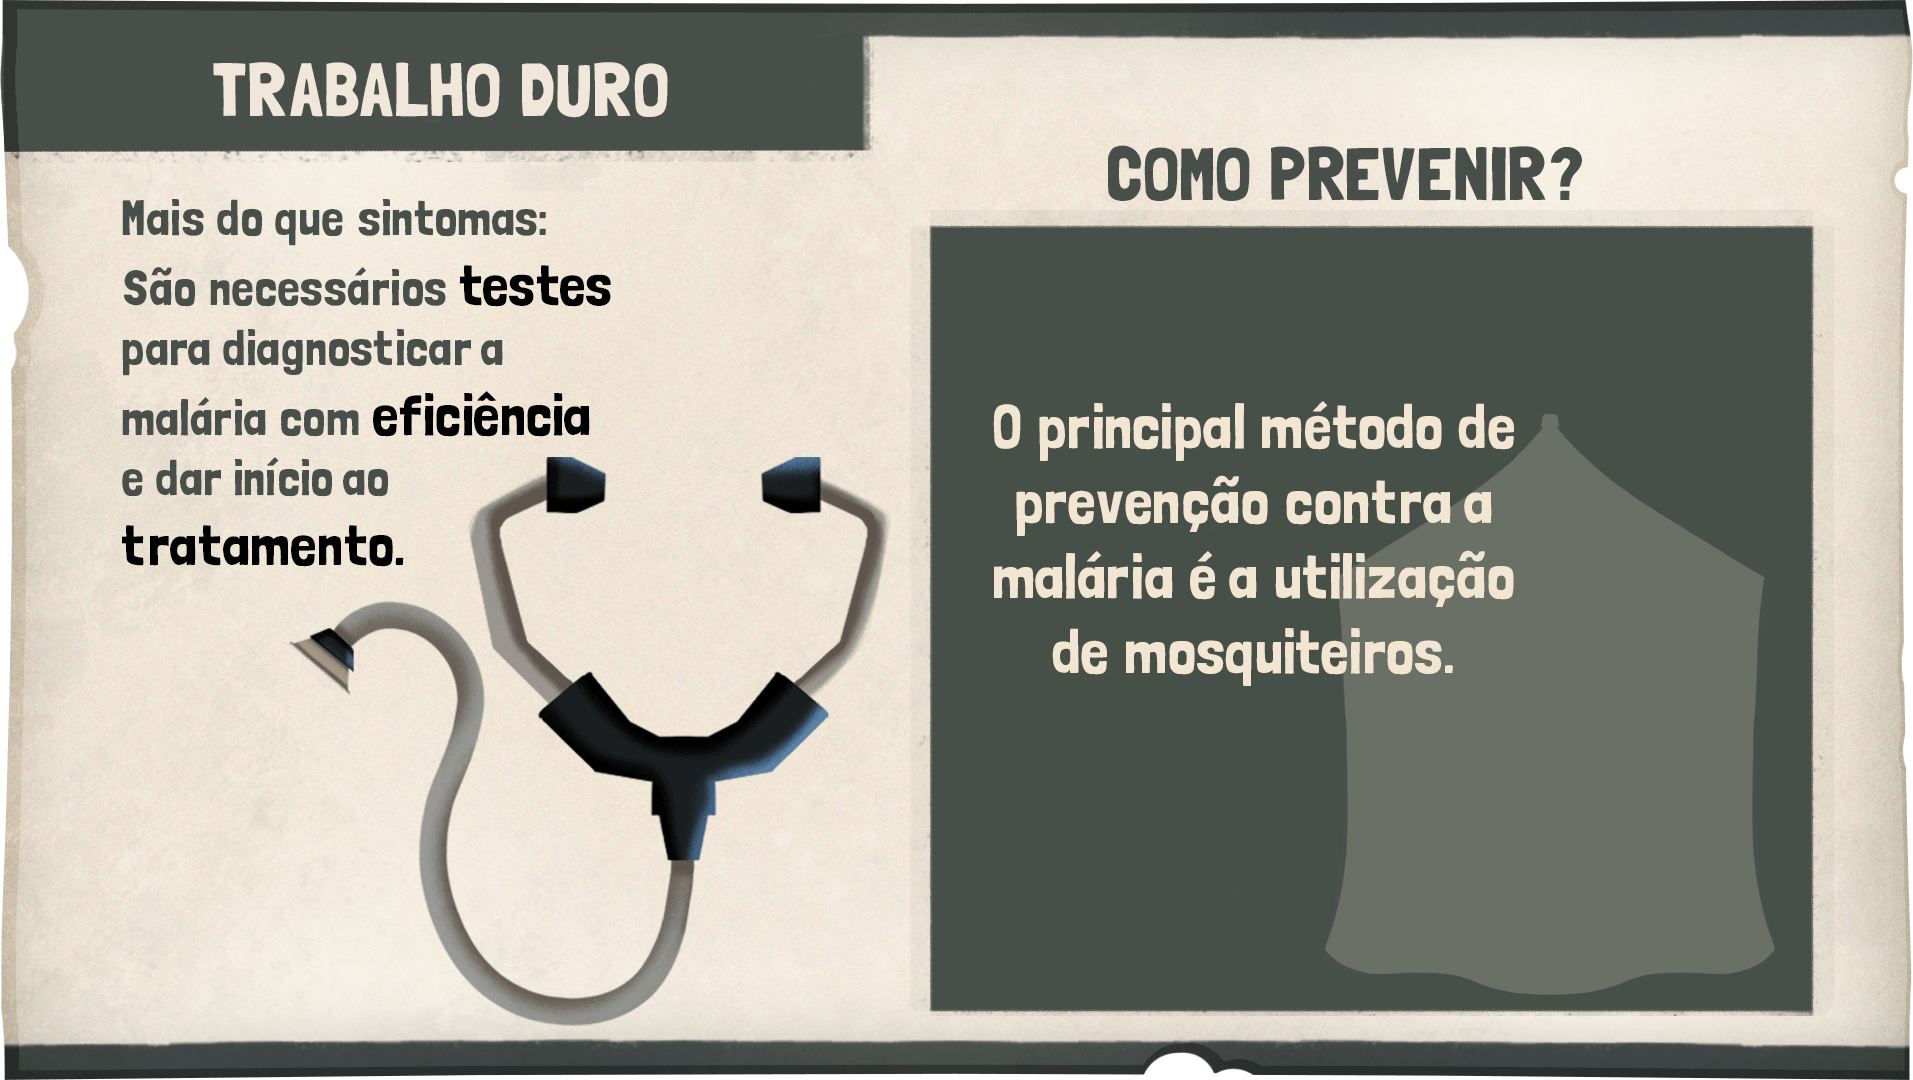 TRABALHO DURO
Mais do que sintomas:
São necessários testes
para diagnosticar a
malária com eficiência
e dar início ao
tratamento.
COMO PREVENIR?
O principal método de
prevenção contra a
malária é a utilização
de mosquiteiros.